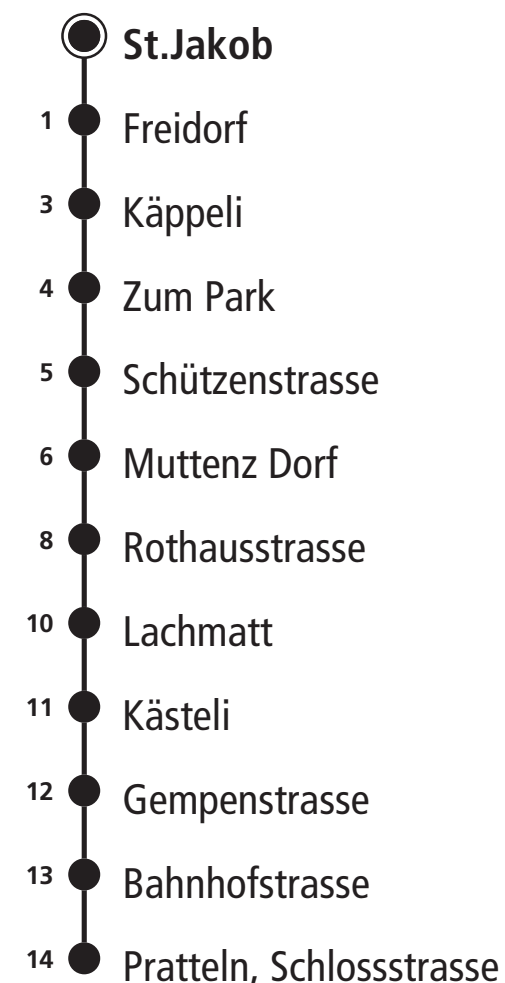 St.Jakob
1 Freidorf
3 Käppeli
4 Zum Park
5 Schützenstrasse
6 Muttenz Dorf
8 Rothausstrasse
10 Lachmatt
11 Kästeli
12 Gempenstrasse
13 Bahnhofstrasse
14 Pratteln, Schlossstrasse